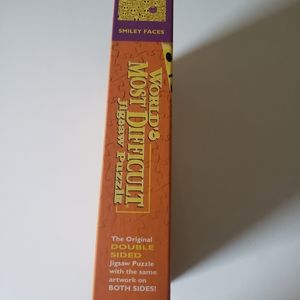 SMILEY FACES
WORLD'S
MOST DIFFICULT
Jigsaw Puzzle
The Original
DOUBLE
SIDED
Jigsaw Puzzle
with the same
artwork on
BOTH SIDES!